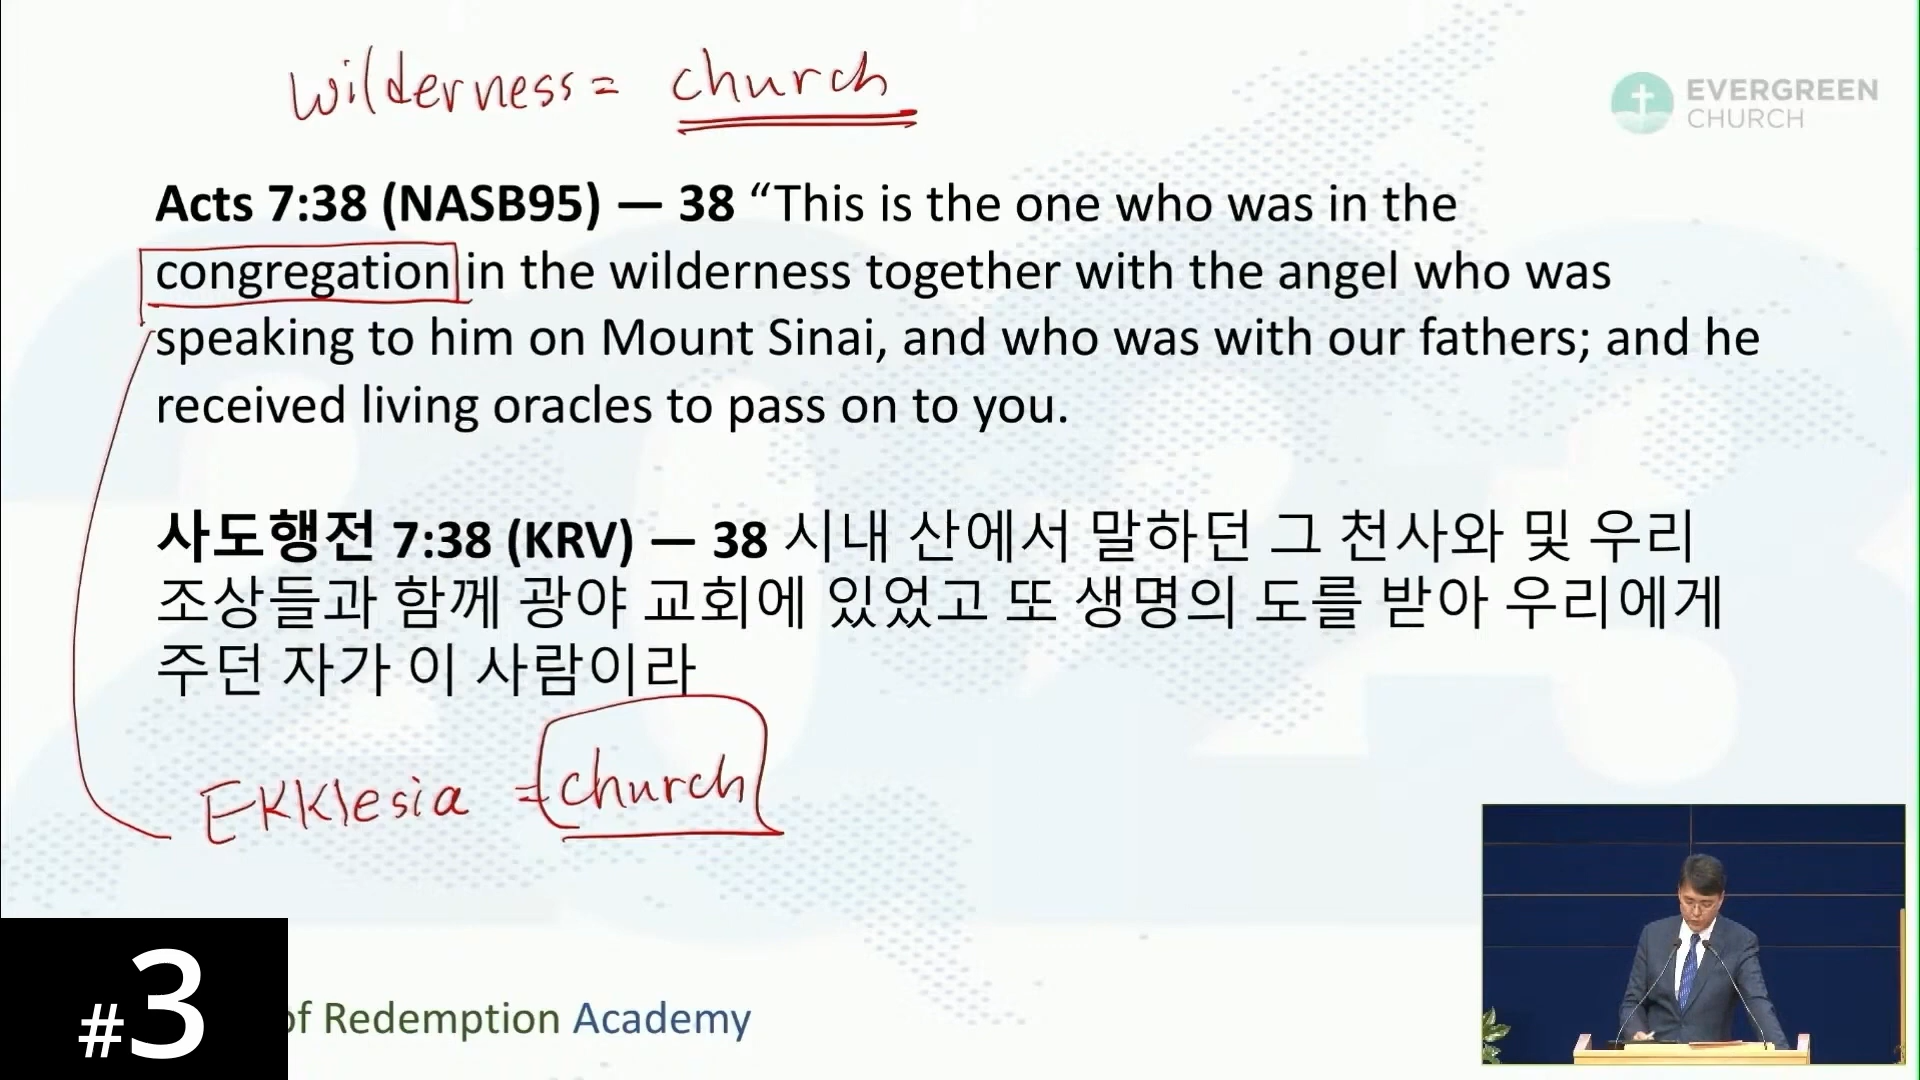 wilderness = church
EVERGREEN
CHURCH
Acts 7:38 (NASB95) — 38 “This is the one who was in the
congregation in the wilderness together with the angel who was
speaking to him on Mount Sinai, and who was with our fathers; and he
received living oracles to pass on to you.
사도행전 7:38 (KRV) — 38 시내 산에서 말하던 그 천사와 및 우리
조상들과 함께 광야 교회에 있었고 또 생명의 도를 받아 우리에게
주던 자가 이 사람이라
EKKlesia = church
#3
of Redemption Academy